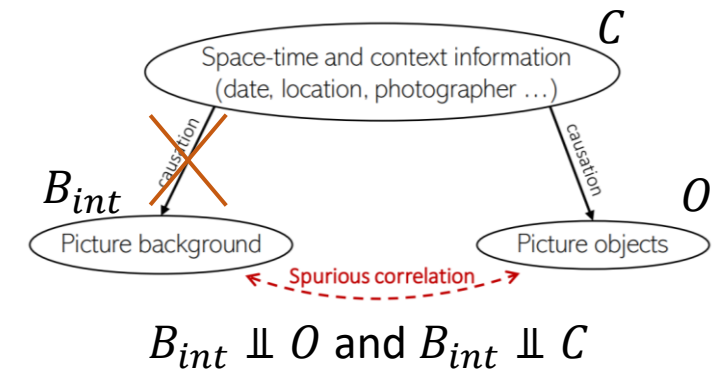 C
Space-time and context information
(date, location, photographer ...)
causation
causation
B_int
O
Picture background
Picture objects
Spurious correlation
B_int ⫫ O and B_int ⫫ C